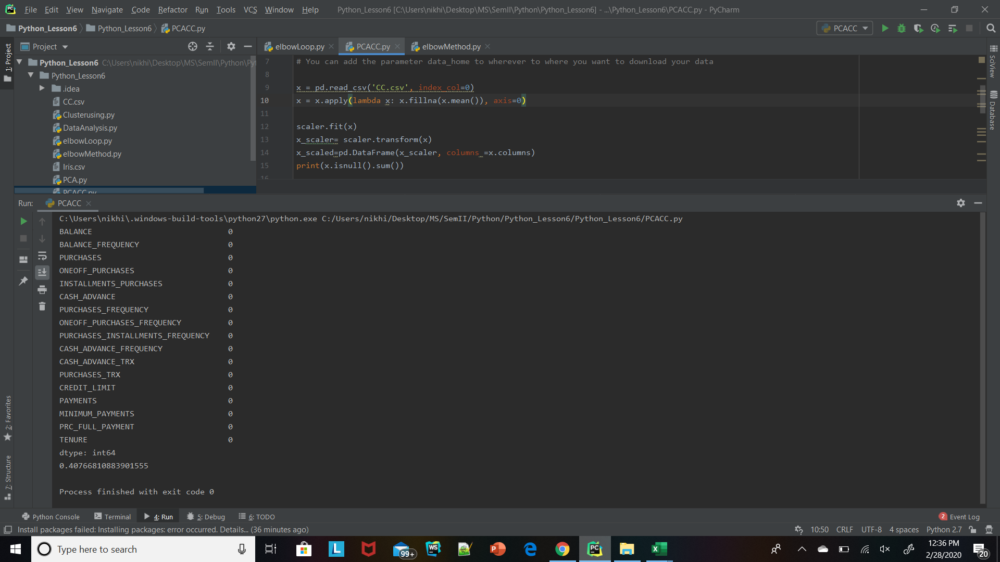 File Edit View Navigate Code Refactor Run Tools VCS Window Help Python_Lesson6 [C:\Users\nikhi\Desktop\MS\SemII\Python\Python_Lesson6] - ...\Python_Lesson6\PCACC.py - PyCharm
Python_Lesson6 Python_Lesson6 PCACC.py PCACC
1: Project
Project
elbowLoop.py PCACC.py elbowMethod.py
Python_Lesson6 C:\Users\nikhi\Desktop\MS\SemII\Python\Py
Python_Lesson6
.idea
CC.csv
Clusterusing.py
DataAnalysis.py
elbowLoop.py
elbowMethod.py
Iris.csv
PCA.py
PCACC.py
7 # You can add the parameter data_home to wherever to where you want to download your data
8
9 x = pd.read_csv('CC.csv', index_col=0)
10 x = x.apply(lambda x: x.fillna(x.mean()), axis=0)
11
12 scaler.fit(x)
13 x_scaler= scaler.transform(x)
14 x_scaled=pd.DataFrame(x_scaler, columns =x.columns)
15 print(x.isnull().sum())
16
SciView
Database
Run: PCACC
C:\Users\nikhi\.windows-build-tools\python27\python.exe C:/Users/nikhi/Desktop/MS/SemII/Python/Python_Lesson6/Python_Lesson6/PCACC.py
BALANCE 0
BALANCE_FREQUENCY 0
PURCHASES 0
ONEOFF_PURCHASES 0
INSTALLMENTS_PURCHASES 0
CASH_ADVANCE 0
PURCHASES_FREQUENCY 0
ONEOFF_PURCHASES_FREQUENCY 0
PURCHASES_INSTALLMENTS_FREQUENCY 0
CASH_ADVANCE_FREQUENCY 0
CASH_ADVANCE_TRX 0
PURCHASES_TRX 0
CREDIT_LIMIT 0
PAYMENTS 0
MINIMUM_PAYMENTS 0
PRC_FULL_PAYMENT 0
TENURE 0
dtype: int64
0.40766810883901555
Process finished with exit code 0
2: Favorites
7: Structure
Python Console Terminal 4: Run 5: Debug 6: TODO 2 Event Log
Install packages failed: Installing packages: error occurred. Details... (36 minutes ago) 10:50 CRLF UTF-8 4 spaces Python 2.7
Type here to search 99+ 12:36 PM
2/28/2020 20